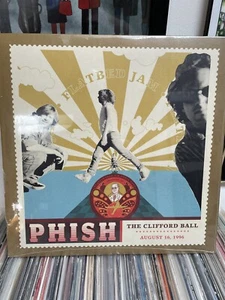 FLATBED JAM
PHISH
THE CLIFFORD BALL
AUGUST 16, 1996